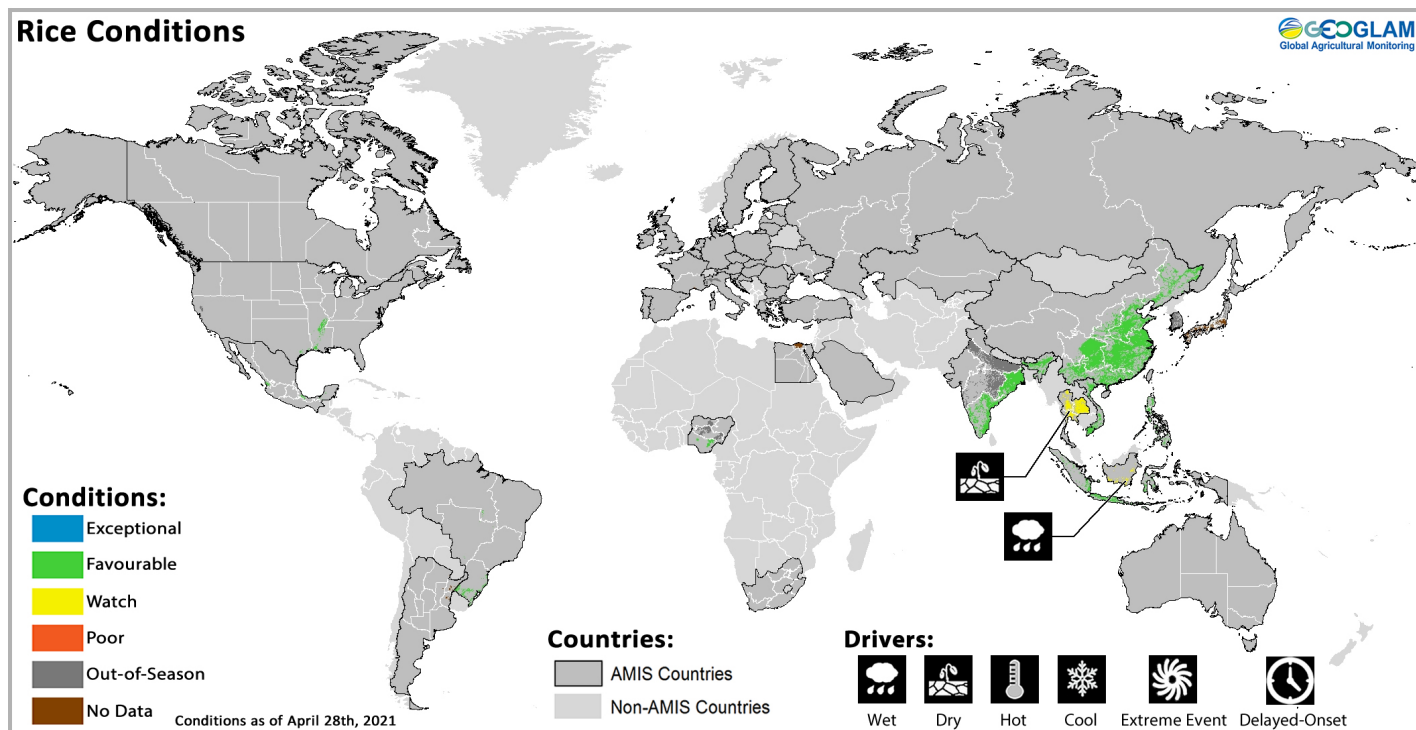 Rice Conditions
GEOGLAM
Global Agricultural Monitoring
Conditions:
Exceptional
Favourable
Watch
Poor
Out-of-Season
No Data
Conditions as of April 28th, 2021
Countries:
AMIS Countries
Non-AMIS Countries
Drivers:
Wet
Dry
Hot
Cool
Extreme Event
Delayed-Onset